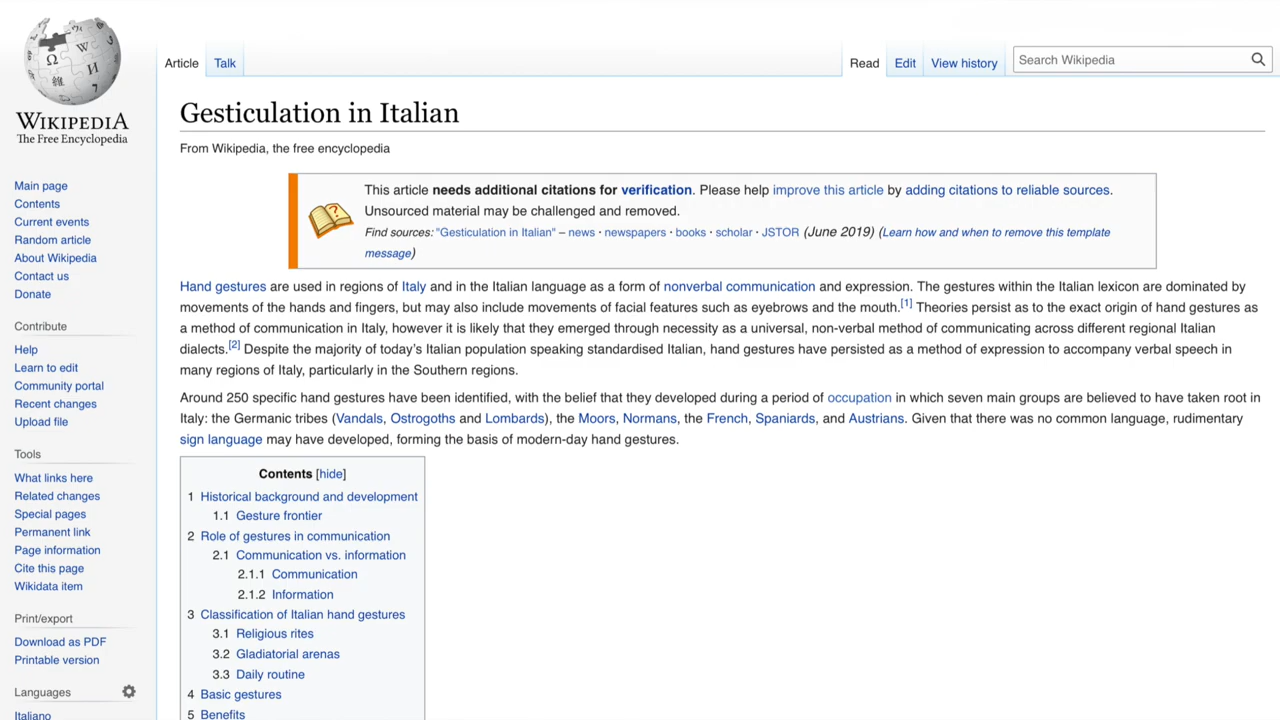 WIKIPEDIA
The Free Encyclopedia
Main page
Contents
Current events
Random article
About Wikipedia
Contact us
Donate
Contribute
Help
Learn to edit
Community portal
Recent changes
Upload file
Tools
What links here
Related changes
Special pages
Permanent link
Page information
Cite this page
Wikidata item
Print/export
Download as PDF
Printable version
Languages
Italiano
Article
Talk
Read
Edit
View history
Search Wikipedia
Gesticulation in Italian
From Wikipedia, the free encyclopedia
This article needs additional citations for verification. Please help improve this article by adding citations to reliable sources.
Unsourced material may be challenged and removed.
Find sources: "Gesticulation in Italian" – news · newspapers · books · scholar · JSTOR (June 2019) (Learn how and when to remove this template
message)
Hand gestures are used in regions of Italy and in the Italian language as a form of nonverbal communication and expression. The gestures within the Italian lexicon are dominated by
movements of the hands and fingers, but may also include movements of facial features such as eyebrows and the mouth.[1] Theories persist as to the exact origin of hand gestures as
a method of communication in Italy, however it is likely that they emerged through necessity as a universal, non-verbal method of communicating across different regional Italian
dialects.[2] Despite the majority of today's Italian population speaking standardised Italian, hand gestures have persisted as a method of expression to accompany verbal speech in
many regions of Italy, particularly in the Southern regions.
Around 250 specific hand gestures have been identified, with the belief that they developed during a period of occupation in which seven main groups are believed to have taken root in
Italy: the Germanic tribes (Vandals, Ostrogoths and Lombards), the Moors, Normans, the French, Spaniards, and Austrians. Given that there was no common language, rudimentary
sign language may have developed, forming the basis of modern-day hand gestures.
Contents [hide]
1 Historical background and development
1.1 Gesture frontier
2 Role of gestures in communication
2.1 Communication vs. information
2.1.1 Communication
2.1.2 Information
3 Classification of Italian hand gestures
3.1 Religious rites
3.2 Gladiatorial arenas
3.3 Daily routine
4 Basic gestures
5 Benefits